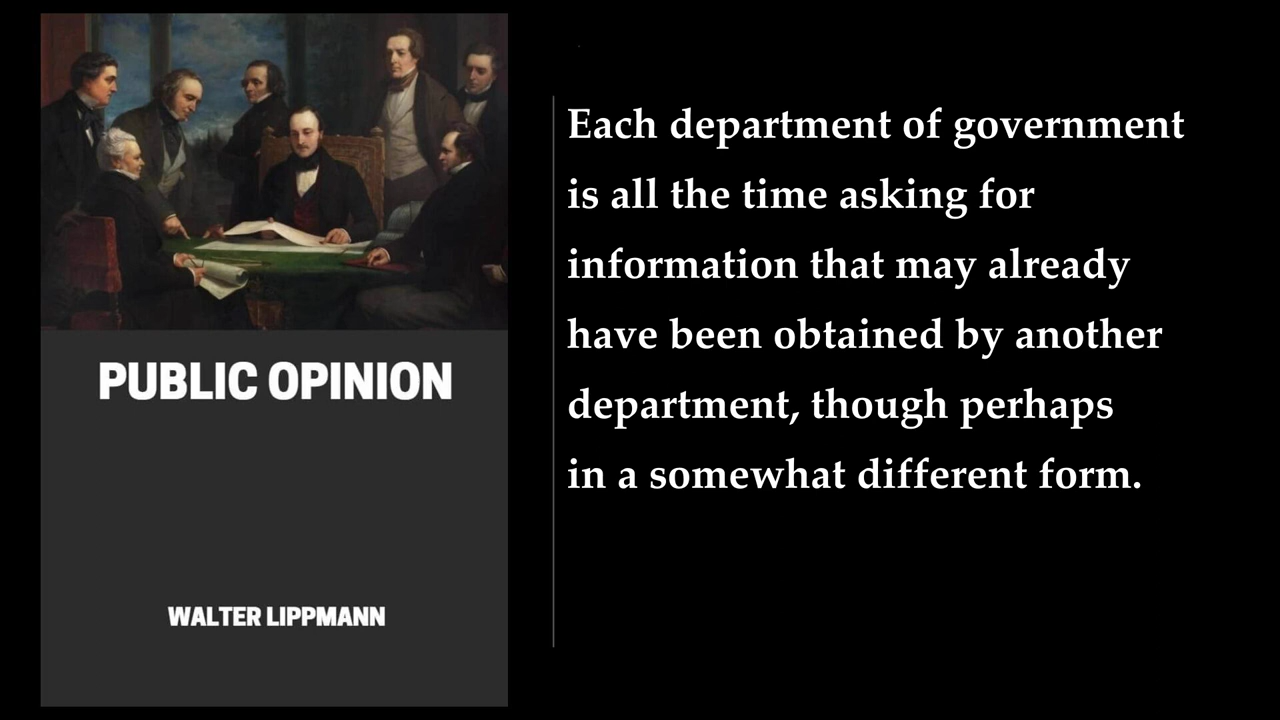 PUBLIC OPINION
WALTER LIPPMANN
Each department of government
is all the time asking for
information that may already
have been obtained by another
department, though perhaps
in a somewhat different form.